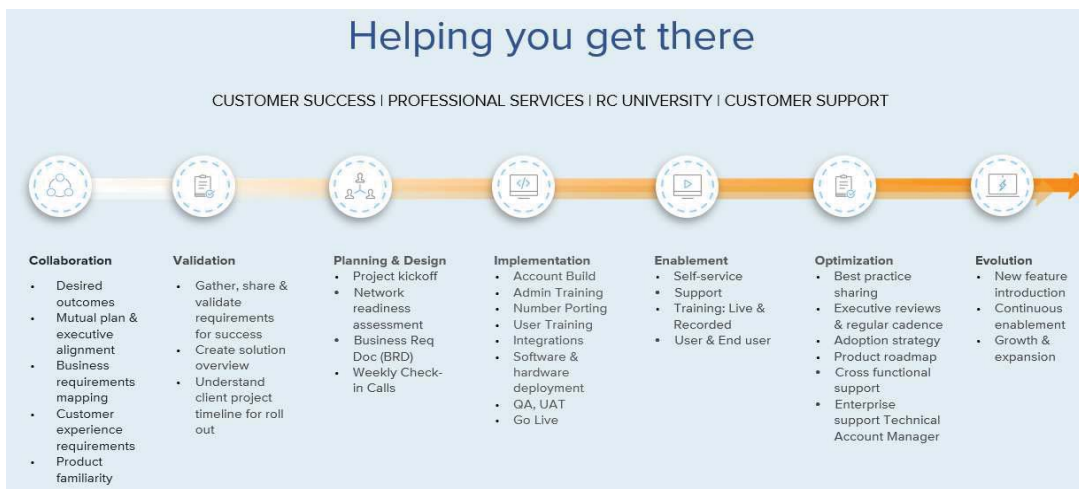 Helping you get there
CUSTOMER SUCCESS | PROFESSIONAL SERVICES | RC UNIVERSITY | CUSTOMER SUPPORT
Collaboration
• Desired
outcomes
• Mutual plan &
executive
alignment
• Business
requirements
mapping
• Customer
experience
requirements
• Product
familiarity
Validation
• Gather, share &
validate
requirements
for success
• Create solution
overview
• Understand
client project
timeline for roll
out
Planning & Design
• Project kickoff
• Network
readiness
assessment
• Business Req
Doc (BRD)
• Weekly Check-
in Calls
Implementation
• Account Build
• Admin Training
• Number Porting
• User Training
• Integrations
• Software &
hardware
deployment
• QA, UAT
• Go Live
Enablement
• Self-service
• Support
• Training: Live &
Recorded
• User & End user
Optimization
• Best practice
sharing
• Executive reviews
& regular cadence
• Adoption strategy
• Product roadmap
• Cross functional
support
• Enterprise
support Technical
Account Manager
Evolution
• New feature
introduction
• Continuous
enablement
• Growth &
expansion